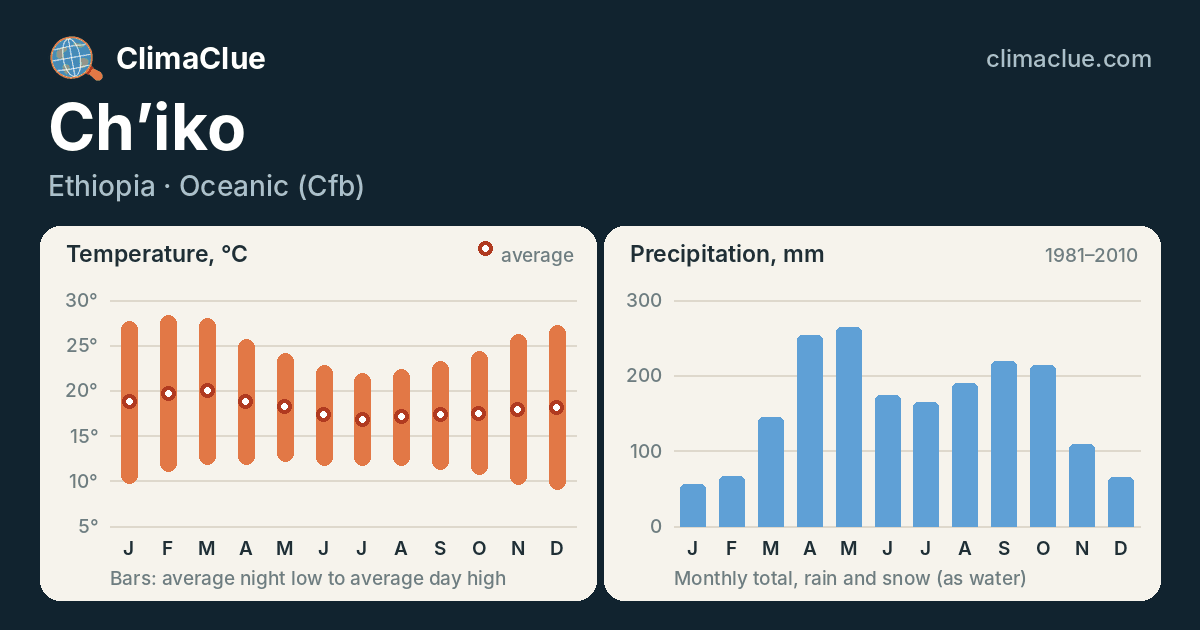 ClimaClue
climaclue.com
Ch’iko
Ethiopia · Oceanic (Cfb)
Temperature, °C
average
30°
25°
20°
15°
10°
5°
J F M A M J J A S O N D
Bars: average night low to average day high
Precipitation, mm
1981–2010
300
200
100
0
J F M A M J J A S O N D
Monthly total, rain and snow (as water)